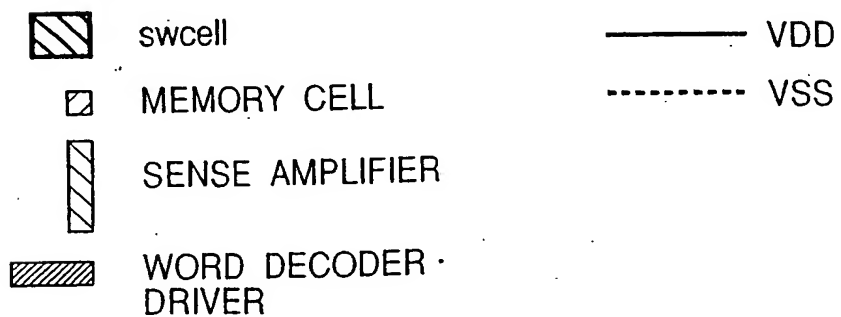 swcell
MEMORY CELL
SENSE AMPLIFIER
WORD DECODER ·
DRIVER
VDD
VSS